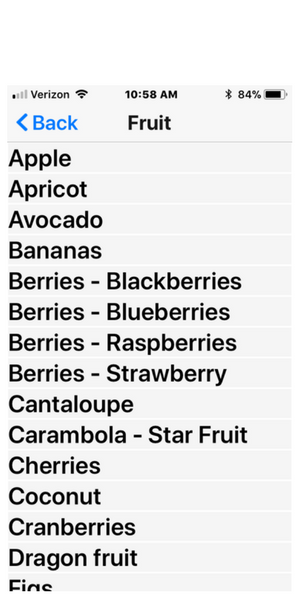 Verizon 10:58 AM 84%
Back Fruit
Apple
Apricot
Avocado
Bananas
Berries - Blackberries
Berries - Blueberries
Berries - Raspberries
Berries - Strawberry
Cantaloupe
Carambola - Star Fruit
Cherries
Coconut
Cranberries
Dragon fruit
Figs